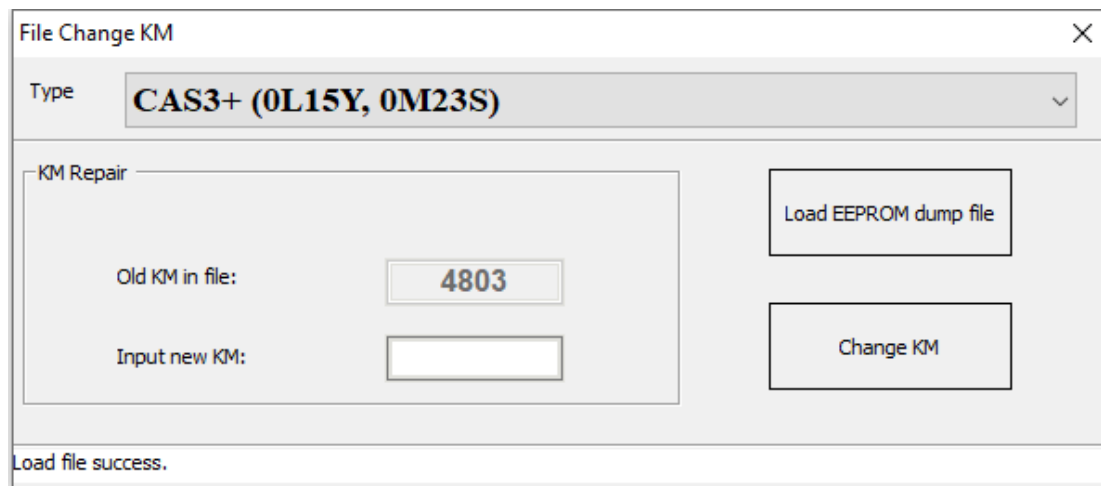 File Change KM
Type
CAS3+ (0L15Y, 0M23S)
KM Repair
Load EEPROM dump file
Old KM in file:
4803
Input new KM:
Change KM
Load file success.